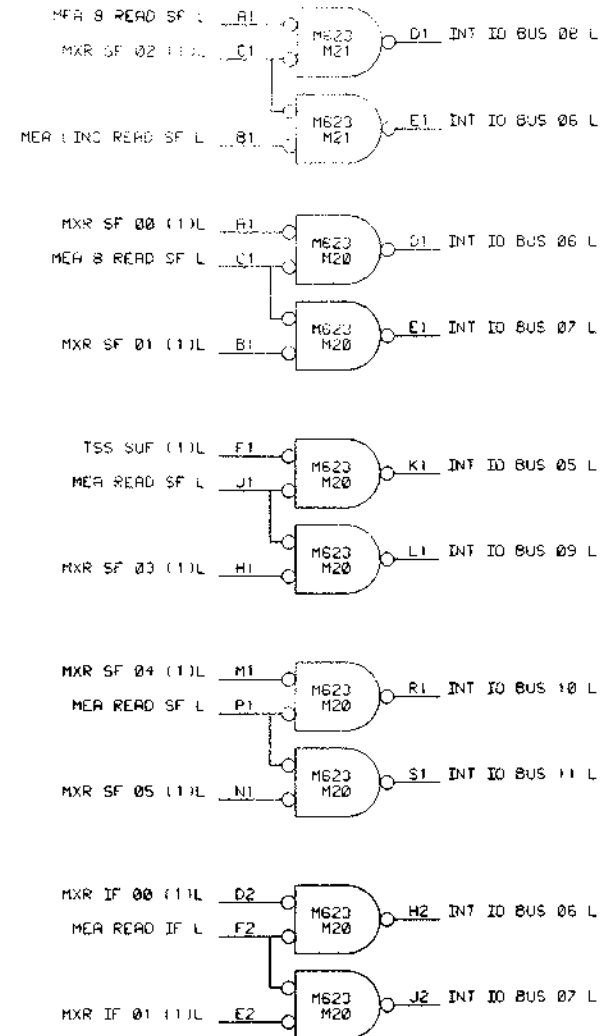 MEA 8 READ SF L A1 M623 M21 D1 INT IO BUS 08 L
MXR SF 02 (1)L C1
M623 M21 E1 INT IO BUS 06 L
MEA LINC READ SF L B1
MXR SF 00 (1)L A1 M623 M20 D1 INT IO BUS 06 L
MEA 8 READ SF L C1
M623 M20 E1 INT IO BUS 07 L
MXR SF 01 (1)L B1
TSS SUF (1)L F1 M623 M20 K1 INT IO BUS 05 L
MEA READ SF L J1
M623 M20 L1 INT IO BUS 09 L
MXR SF 03 (1)L H1
MXR SF 04 (1)L M1 M623 M20 R1 INT IO BUS 10 L
MEA READ SF L P1
M623 M20 S1 INT IO BUS 11 L
MXR SF 05 (1)L N1
MXR IF 00 (1)L D2 M623 M20 H2 INT IO BUS 06 L
MEA READ IF L F2
M623 M20 J2 INT IO BUS 07 L
MXR IF 01 (1)L E2